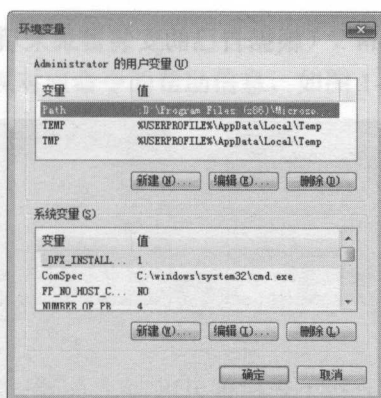 环境变量
Administrator 的用户变量(U)
变量 值
Path ;D:\Program Files (x86)\Microso...
TEMP %USERPROFILE%\AppData\Local\Temp
TMP %USERPROFILE%\AppData\Local\Temp
新建(N)... 编辑(E)... 删除(D)
系统变量(S)
变量 值
_DFX_INSTALL... 1
ComSpec C:\windows\system32\cmd.exe
FP_NO_HOST_C... NO
NUMBER_OF_PR... 4
新建(W)... 编辑(I)... 删除(L)
确定 取消